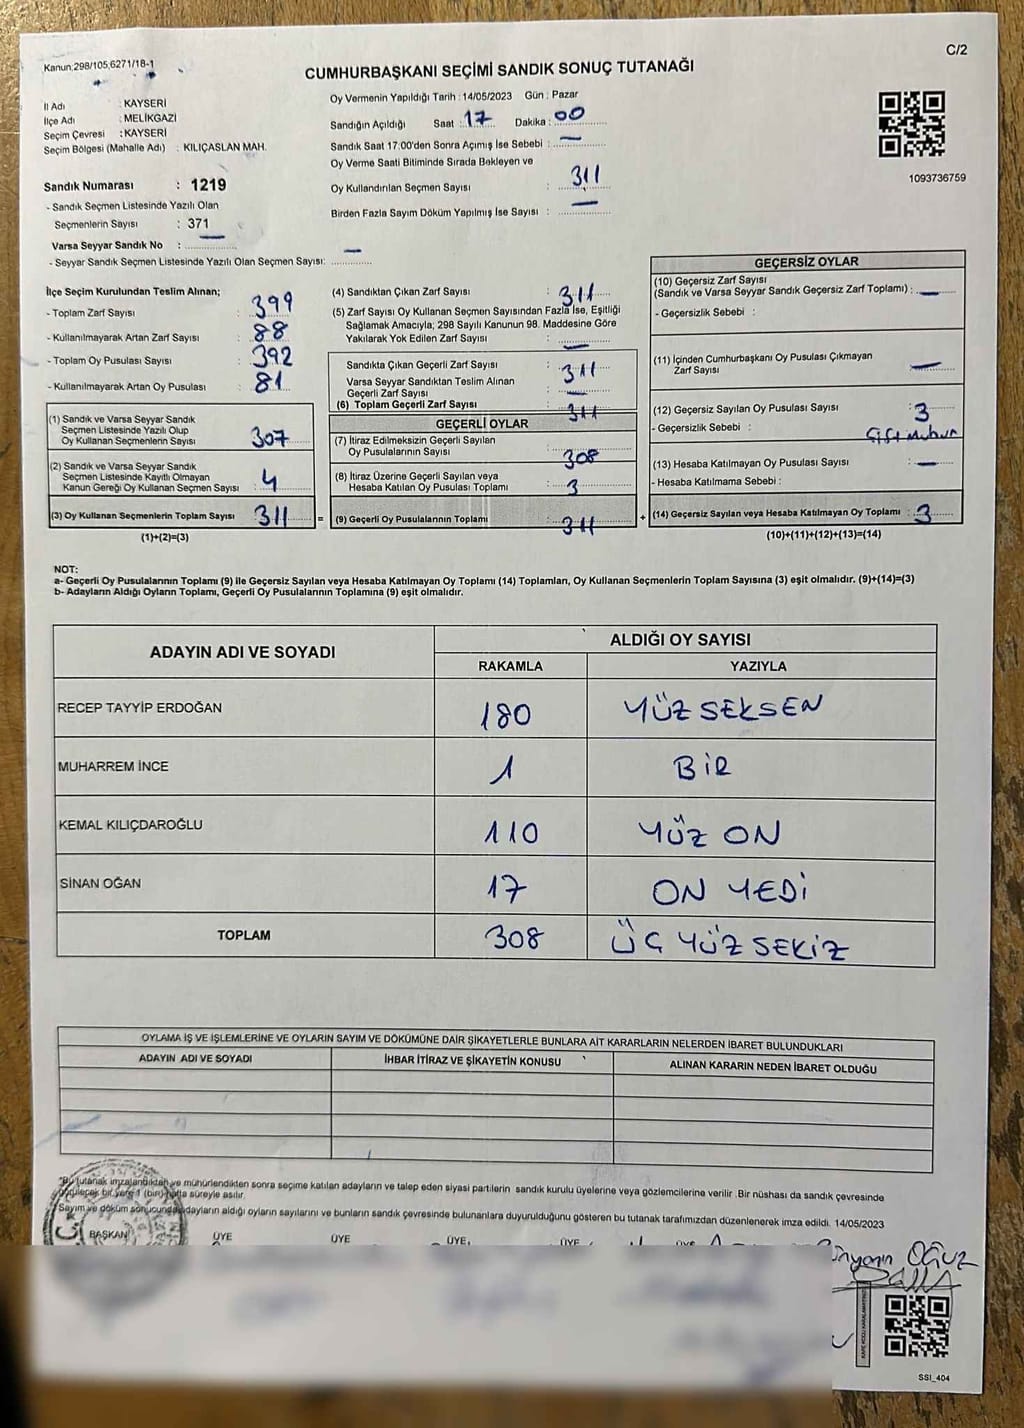 Kanun;298/105,6271/18-1
C/2
CUMHURBAŞKANI SEÇİMİ SANDIK SONUÇ TUTANAĞI
İl Adı : KAYSERİ
İlçe Adı : MELİKGAZİ
Seçim Çevresi : KAYSERİ
Seçim Bölgesi (Mahalle Adı) : KILIÇASLAN MAH.
Sandık Numarası : 1219
- Sandık Seçmen Listesinde Yazılı Olan
Seçmenlerin Sayısı : 371
Varsa Seyyar Sandık No : —
- Seyyar Sandık Seçmen Listesinde Yazılı Olan Seçmen Sayısı: —
Oy Vermenin Yapıldığı Tarih : 14/05/2023 Gün : Pazar
Sandığın Açıldığı Saat : 17 Dakika : 00
Sandık Saat 17:00'den Sonra Açımış İse Sebebi : —
Oy Verme Saati Bitiminde Sırada Bekleyen ve
Oy Kullandırılan Seçmen Sayısı : 311
Birden Fazla Sayım Döküm Yapılmış İse Sayısı : —
1093736759
İlçe Seçim Kurulundan Teslim Alınan;
- Toplam Zarf Sayısı : 399
- Kullanılmayarak Artan Zarf Sayısı : 88
- Toplam Oy Pusulası Sayısı : 392
- Kullanılmayarak Artan Oy Pusulası : 81
(1) Sandık ve Varsa Seyyar Sandık
Seçmen Listesinde Yazılı Olup
Oy Kullanan Seçmenlerin Sayısı : 307
(2) Sandık ve Varsa Seyyar Sandık
Seçmen Listesinde Kayıtlı Olmayan
Kanun Gereği Oy Kullanan Seçmen Sayısı : 4
(3) Oy Kullanan Seçmenlerin Toplam Sayısı : 311 =
(1)+(2)=(3)
(4) Sandıktan Çıkan Zarf Sayısı : 311
(5) Zarf Sayısı Oy Kullanan Seçmen Sayısından Fazla İse, Eşitliği
Sağlamak Amacıyla; 298 Sayılı Kanunun 98. Maddesine Göre
Yakılarak Yok Edilen Zarf Sayısı : —
Sandıkta Çıkan Geçerli Zarf Sayısı : 311
Varsa Seyyar Sandıktan Teslim Alınan
Geçerli Zarf Sayısı : —
(6) Toplam Geçerli Zarf Sayısı : 311
GEÇERLİ OYLAR
(7) İtiraz Edilmeksizin Geçerli Sayılan
Oy Pusulalarının Sayısı : 308
(8) İtiraz Üzerine Geçerli Sayılan veya
Hesaba Katılan Oy Pusulası Toplamı : 3
(9) Geçerli Oy Pusulalarının Toplamı : 311 +
GEÇERSİZ OYLAR
(10) Geçersiz Zarf Sayısı
(Sandık ve Varsa Seyyar Sandık Geçersiz Zarf Toplamı) : —
- Geçersizlik Sebebi :
(11) İçinden Cumhurbaşkanı Oy Pusulası Çıkmayan
Zarf Sayısı : —
(12) Geçersiz Sayılan Oy Pusulası Sayısı : 3
- Geçersizlik Sebebi :
(13) Hesaba Katılmayan Oy Pusulası Sayısı : —
- Hesaba Katılmama Sebebi :
(14) Geçersiz Sayılan veya Hesaba Katılmayan Oy Toplamı : 3
(10)+(11)+(12)+(13)=(14)
NOT:
a- Geçerli Oy Pusulalarının Toplamı (9) ile Geçersiz Sayılan veya Hesaba Katılmayan Oy Toplamı (14) Toplamları, Oy Kullanan Seçmenlerin Toplam Sayısına (3) eşit olmalıdır. (9)+(14)=(3)
b- Adayların Aldığı Oyların Toplamı, Geçerli Oy Pusulalarının Toplamına (9) eşit olmalıdır.
ADAYIN ADI VE SOYADI
ALDIĞI OY SAYISI
RAKAMLA YAZIYLA
RECEP TAYYİP ERDOĞAN 180 YÜZ SEKSEN
MUHARREM İNCE 1 BİR
KEMAL KILIÇDAROĞLU 110 YÜZ ON
SİNAN OĞAN 17 ON YEDİ
TOPLAM 308 ÜÇ YÜZ SEKİZ
OYLAMA İŞ VE İŞLEMLERİNE VE OYLARIN SAYIM VE DÖKÜMÜNE DAİR ŞİKAYETLERLE BUNLARA AİT KARARLARIN NELERDEN İBARET BULUNDUKLARI
ADAYIN ADI VE SOYADI İHBAR İTİRAZ VE ŞİKAYETİN KONUSU ALINAN KARARIN NEDEN İBARET OLDUĞU
*Bu tutanak imzalandıktan ve mühürlendikten sonra seçime katılan adayların ve talep eden siyasi partilerin sandık kurulu üyelerine veya gözlemcilerine verilir .Bir nüshası da sandık çevresinde
bir yere 1 (bir) hafta süreyle asılır.
Sayım ve döküm sonucunda adayların aldığı oyların sayılarını ve bunların sandık çevresinde bulunanlara duyurulduğunu gösteren bu tutanak tarafımızdan düzenlenerek imza edildi. 14/05/2023
BAŞKAN ÜYE ÜYE ÜYE ÜYE ÜYE
OĞUZ
SSI_404